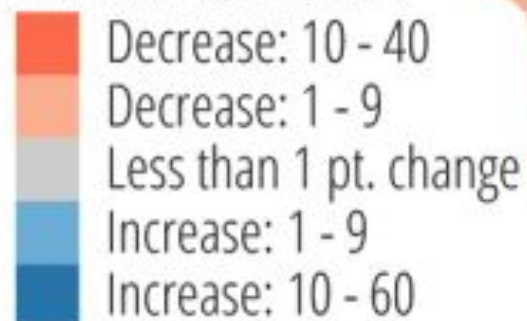 Decrease: 10 - 40
Decrease: 1 - 9
Less than 1 pt. change
Increase: 1 - 9
Increase: 10 - 60